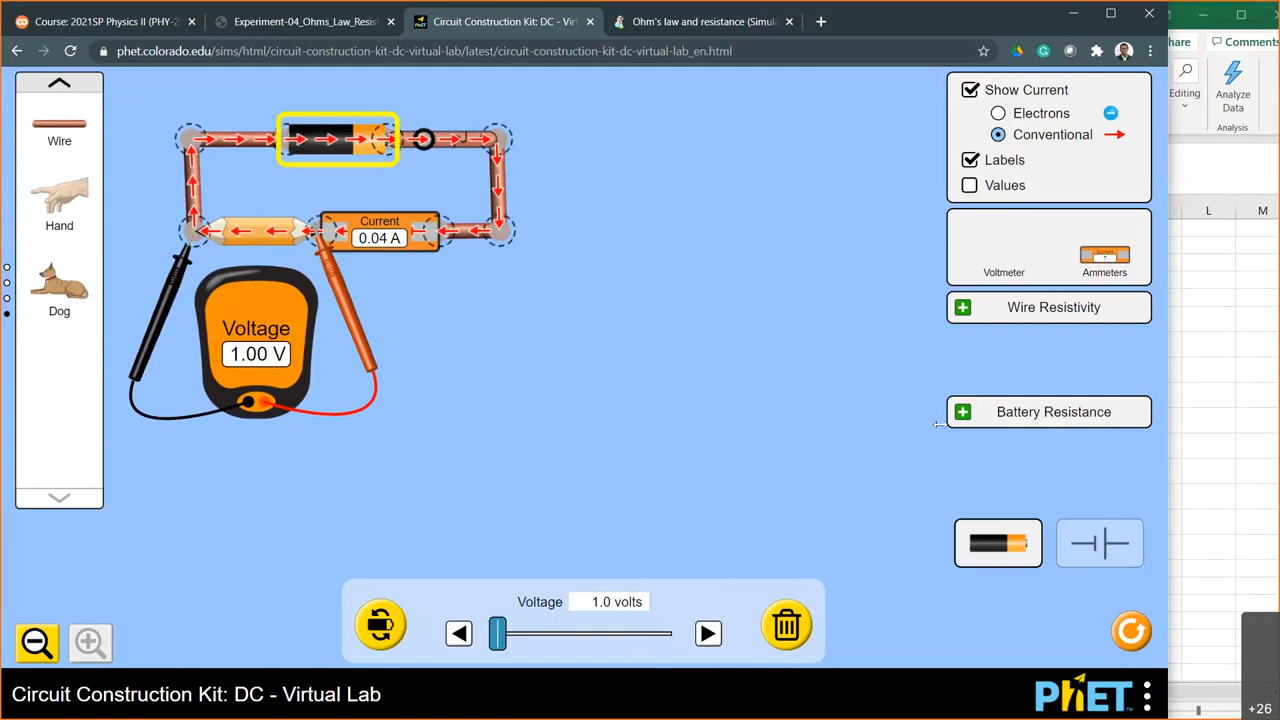 Course: 2021SP Physics II (PHY-2
Experiment-04_Ohms_Law_Resist
Circuit Construction Kit: DC - Virt
Ohm's law and resistance (Simula
phet.colorado.edu/sims/html/circuit-construction-kit-dc-virtual-lab/latest/circuit-construction-kit-dc-virtual-lab_en.html
hare
Comments
Editing
Analyze
Data
Analysis
L M
Wire
Hand
Dog
Current
0.04 A
Voltage
1.00 V
Show Current
Electrons
Conventional
Labels
Values
Voltmeter
Current
?
Ammeters
Wire Resistivity
Battery Resistance
Voltage 1.0 volts
Circuit Construction Kit: DC - Virtual Lab
PhET
+26